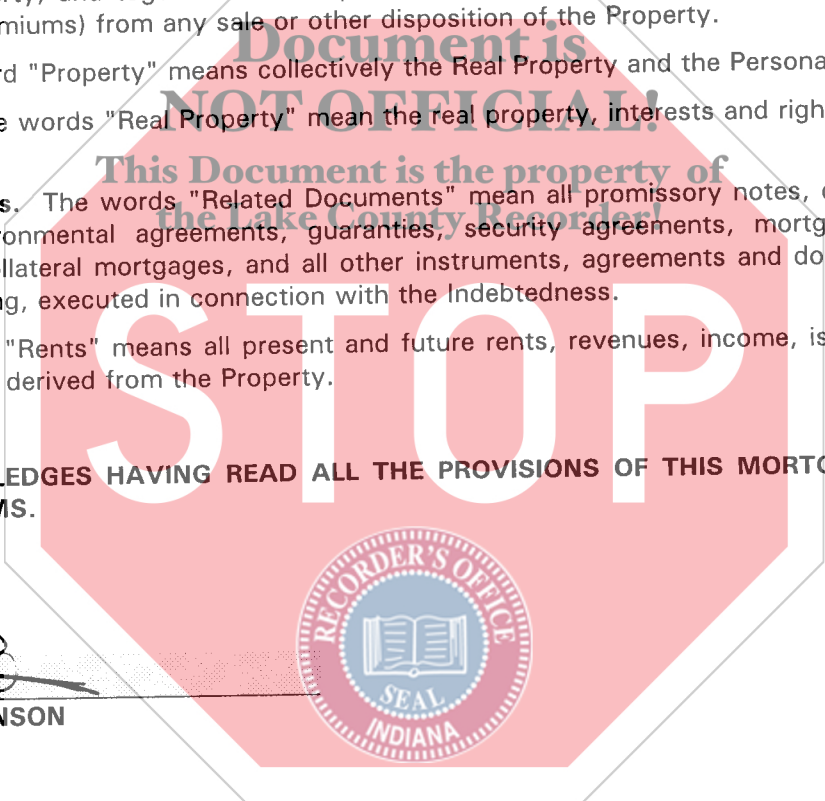 miums) from any sale or other disposition of the Property.
Document is
rd "Property" means collectively the Real Property and the Persona
NOT OFFICIAL!
e words "Real Property" mean the real property, interests and righ
This Document is the property of
s. The words "Related Documents" mean all promissory notes,
the Lake County Recorder!
onmental agreements, guaranties, security agreements, mortg
llateral mortgages, and all other instruments, agreements and do
g, executed in connection with the Indebtedness.
"Rents" means all present and future rents, revenues, income, is
derived from the Property.
STOP
LEDGES HAVING READ ALL THE PROVISIONS OF THIS MORTG
MS.
RECORDER'S OFFICE
SEAL
INDIANA
NSON